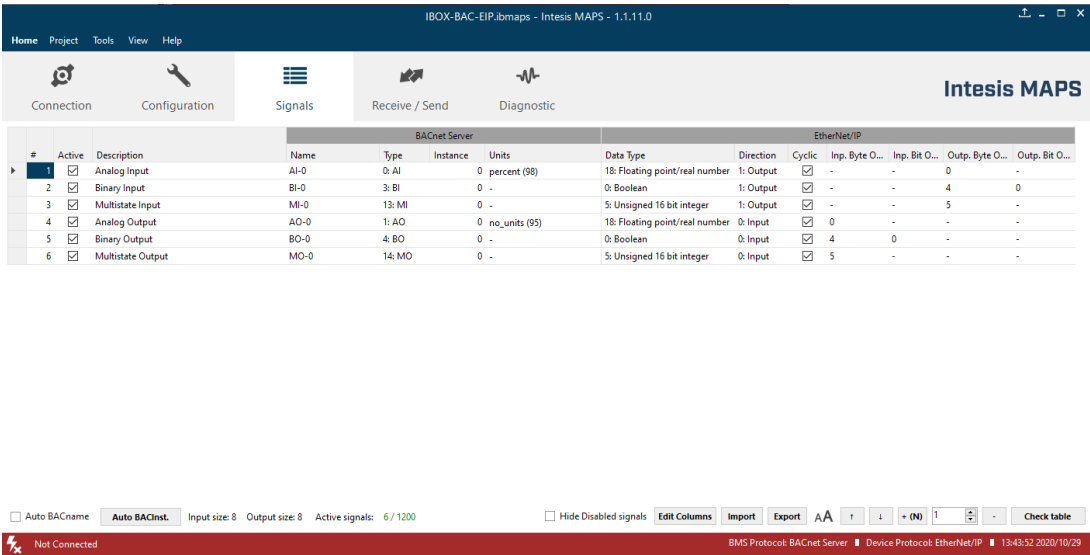 IBOX-BAC-EIP.ibmaps - Intesis MAPS - 1.1.11.0
Home Project Tools View Help
Connection Configuration Signals Receive / Send Diagnostic
Intesis MAPS
BACnet Server EtherNet/IP
# Active Description Name Type Instance Units Data Type Direction Cyclic Inp. Byte O... Inp. Bit O... Outp. Byte O... Outp. Bit O...
1 Analog Input AI-0 0: AI 0 percent (98) 18: Floating point/real number 1: Output - - 0 -
2 Binary Input BI-0 3: BI 0 - 0: Boolean 1: Output - - 4 0
3 Multistate Input MI-0 13: MI 0 - 5: Unsigned 16 bit integer 1: Output - - 5 -
4 Analog Output AO-0 1: AO 0 no_units (95) 18: Floating point/real number 0: Input 0 - - -
5 Binary Output BO-0 4: BO 0 - 0: Boolean 0: Input 4 0 - -
6 Multistate Output MO-0 14: MO 0 - 5: Unsigned 16 bit integer 0: Input 5 - - -
Auto BACname Auto BACInst. Input size: 8 Output size: 8 Active signals: 6 / 1200 Hide Disabled signals Edit Columns Import Export AA ↑ ↓ + (N) 1 - Check table
Not Connected BMS Protocol: BACnet Server Device Protocol: EtherNet/IP 13:43:52 2020/10/29